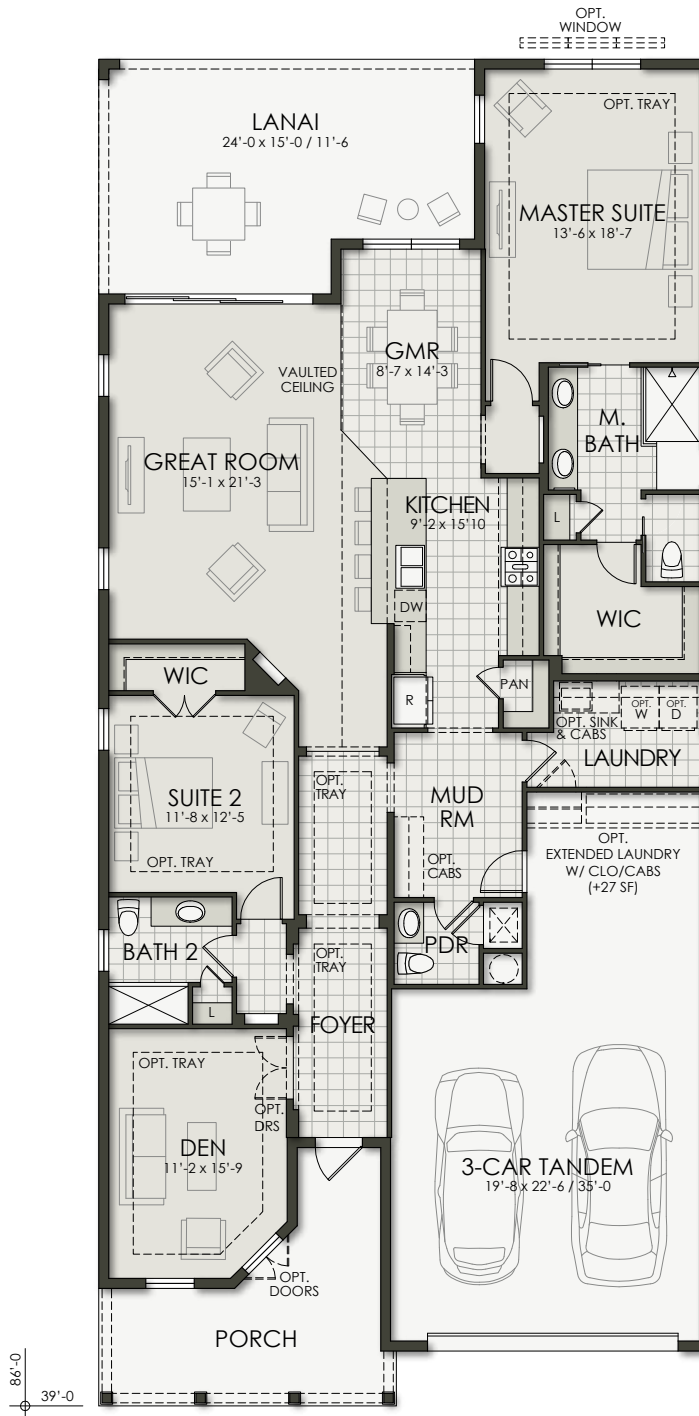 OPT.
WINDOW
LANAI
24'-0 x 15'-0 / 11'-6
OPT. TRAY
MASTER SUITE
13'-6 x 18'-7
GMR
8'-7 x 14'-3
VAULTED
CEILING
GREAT ROOM
15'-1 x 21'-3
M.
BATH
KITCHEN
9'-2 x 15'10
L
DW
WIC
WIC
PAN
R
OPT.
W
OPT.
D
OPT. SINK
& CABS
LAUNDRY
OPT.
TRAY
MUD
RM
SUITE 2
11'-8 x 12'-5
OPT. TRAY
OPT.
CABS
OPT.
EXTENDED LAUNDRY
W/ CLO/CABS
(+27 SF)
BATH 2
PDR
OPT.
TRAY
L
FOYER
OPT. TRAY
OPT.
DRS
DEN
11'-2 x 15'-9
3-CAR TANDEM
19'-8 x 22'-6 / 35'-0
OPT.
DOORS
PORCH
86'-0
39'-0